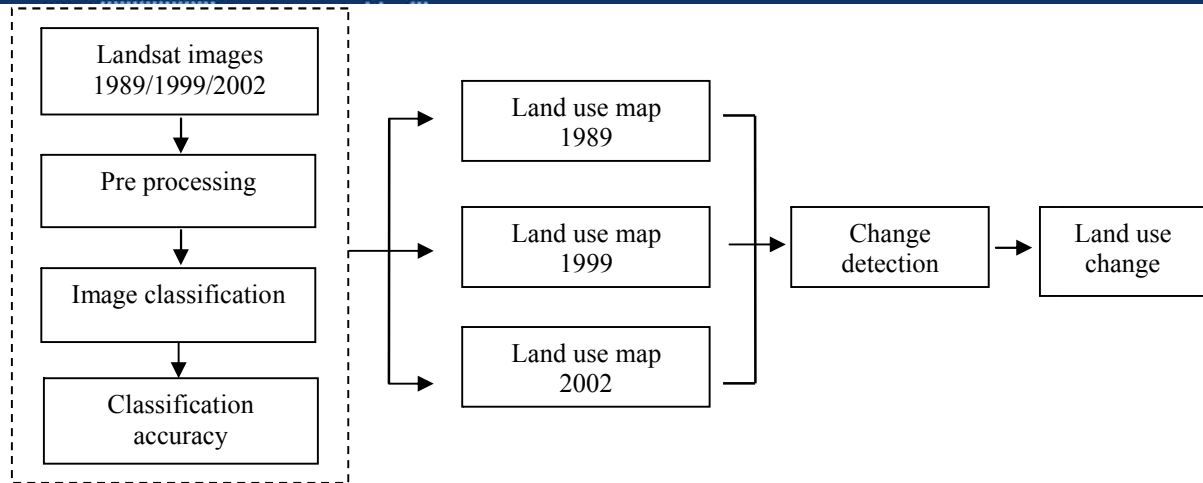 Landsat images
1989/1999/2002
Pre processing
Image classification
Classification
accuracy
Land use map
1989
Land use map
1999
Land use map
2002
Change
detection
Land use
change